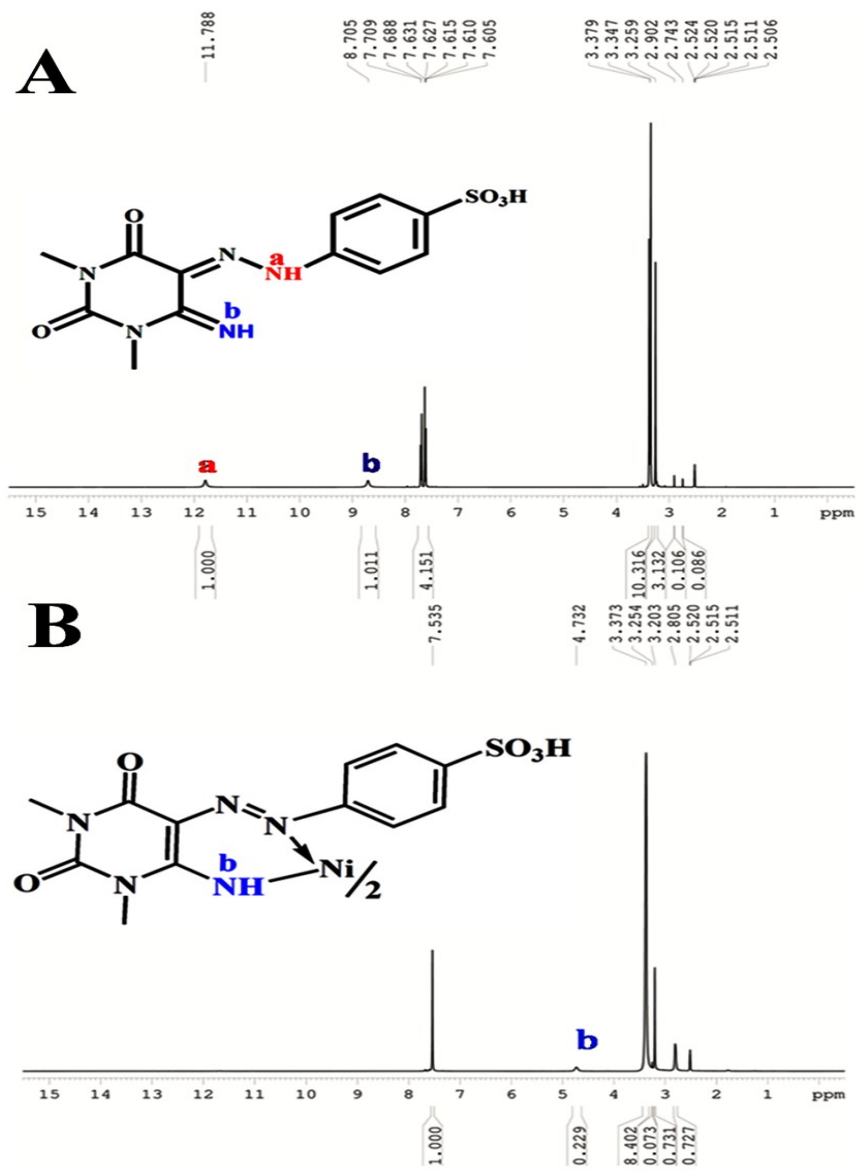 A
11.788
8.705
7.709
7.688
7.631
7.627
7.615
7.610
7.605
3.379
3.347
3.259
2.902
2.743
2.524
2.520
2.515
2.511
2.506
SO3H
O
N
a
NH
N
b
O
N
NH
a
b
15 14 13 12 11 10 9 8 7 6 5 4 3 2 1 ppm
1.000
1.011
4.151
10.316
3.132
0.106
0.086
B
7.535
4.732
3.373
3.254
3.203
2.805
2.520
2.515
2.511
SO3H
O
N
N
N
b
Ni/2
O
N
NH
b
15 14 13 12 11 10 9 8 7 6 5 4 3 2 1 ppm
1.000
0.229
8.402
0.073
0.731
0.727